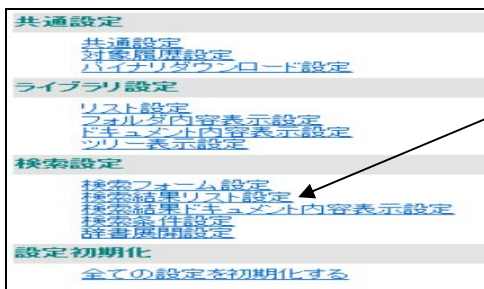 共通設定
共通設定
対象履歴設定
バイナリダウンロード設定
ライブラリ設定
リスト設定
フォルダ内容表示設定
ドキュメント内容表示設定
ツリー表示設定
検索設定
検索フォーム設定
検索結果リスト設定
検索結果ドキュメント内容表示設定
検索条件設定
辞書展開設定
設定初期化
全ての設定を初期化する